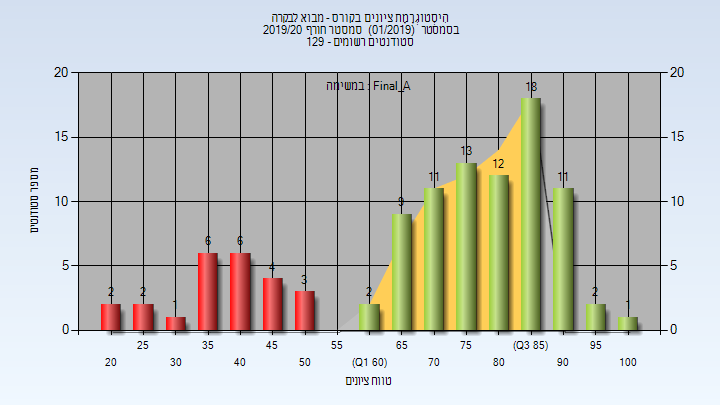 הִיסְטוֹגְרָמַת ציונים בקורס - מבוא לבקרה
בסמסטר (01/2019) סמסטר חורף 2019/20
סטודנטים רשומים - 129
במשימה : Final_A
מספר סטודנטים
20 20
15 15
10 10
5 5
0 0
2 2 1 6 6 4 3 2 9 11 13 12 18 11 2 1
25 35 45 55 65 75 (Q3 85) 95
20 30 40 50 (Q1 60) 70 80 90 100
טווח ציונים